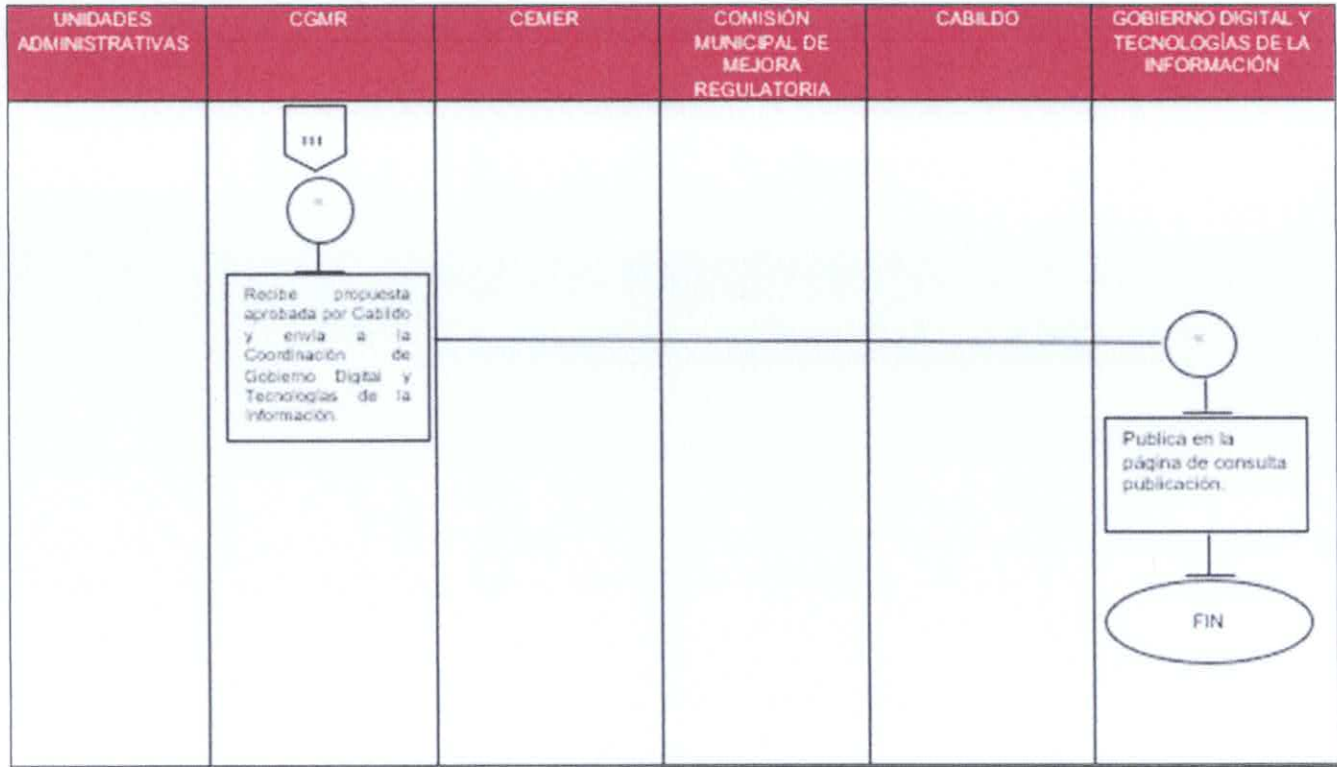 UNIDADES
ADMINISTRATIVAS
CGMR
CEMER
COMISIÓN
MUNICIPAL DE
MEJORA
REGULATORIA
CABILDO
GOBIERNO DIGITAL Y
TECNOLOGÍAS DE LA
INFORMACIÓN
Recibe propuesta
aprobada por Cabildo
y envía a la
Coordinación de
Gobierno Digital y
Tecnologías de la
Información.
Publica en la
página de consulta
publicación.
FIN